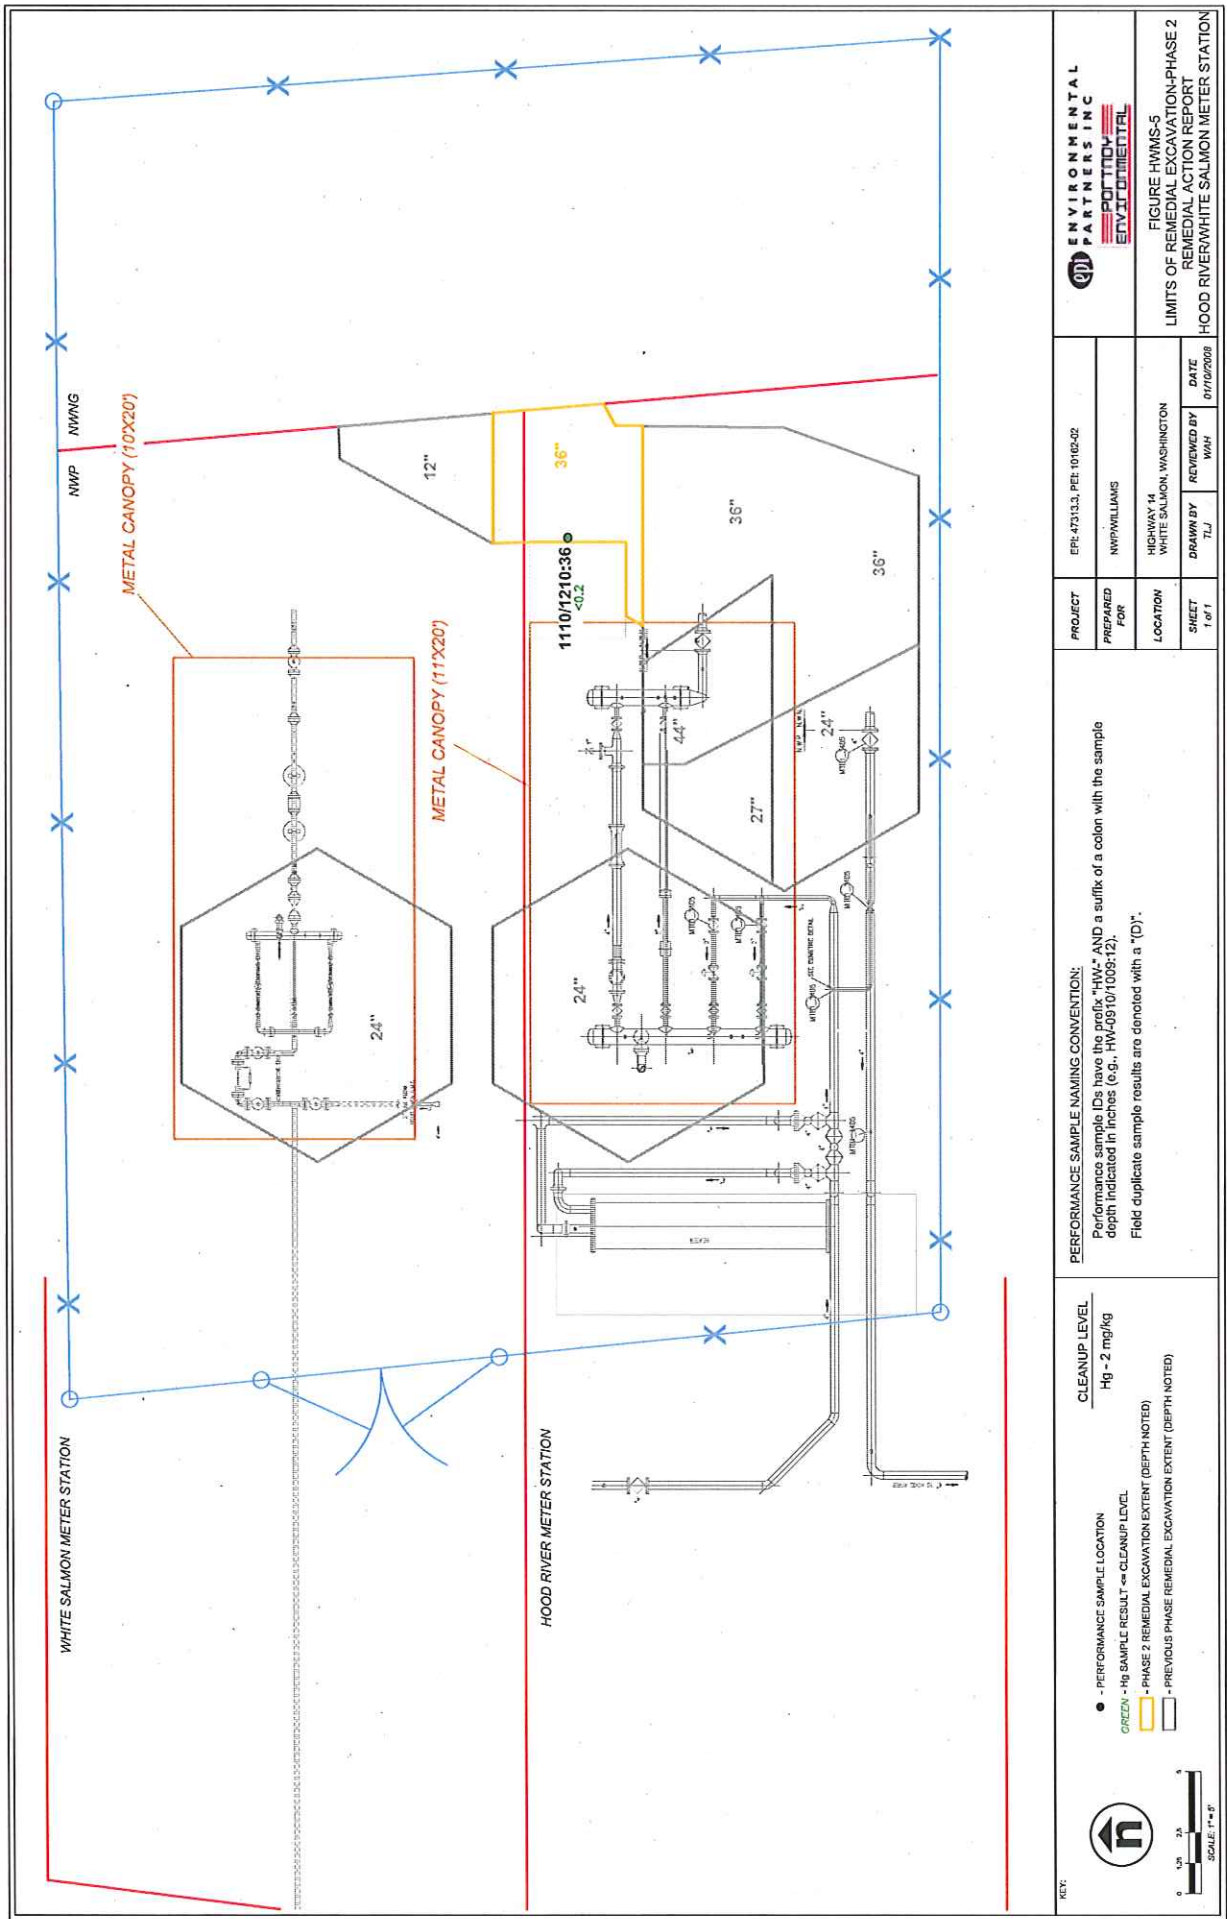 WHITE SALMON METER STATION
NWP
NWNG
METAL CANOPY (10'X20')
24"
12"
36"
METAL CANOPY (11'X20')
1110/1210:36
<0.2
HOOD RIVER METER STATION
24"
44"
36"
27"
24"
36"
HEATER
KEY:
n
0 1.25 2.5 5
SCALE: 1" = 5'
- PERFORMANCE SAMPLE LOCATION
GREEN - Hg SAMPLE RESULT <= CLEANUP LEVEL
- PHASE 2 REMEDIAL EXCAVATION EXTENT (DEPTH NOTED)
- PREVIOUS PHASE REMEDIAL EXCAVATION EXTENT (DEPTH NOTED)
CLEANUP LEVEL
Hg - 2 mg/kg
PERFORMANCE SAMPLE NAMING CONVENTION:
Performance sample IDs have the prefix "HW-" AND a suffix of a colon with the sample
depth indicated in inches (e.g., HW-0910/1009:12).
Field duplicate sample results are denoted with a "(D)".
PROJECT
EPI: 47313.3, PEI: 10162-02
PREPARED
FOR
NWP/WILLIAMS
LOCATION
HIGHWAY 14
WHITE SALMON, WASHINGTON
SHEET
1 of 1
DRAWN BY
TLJ
REVIEWED BY
WAH
DATE
01/10/2008
epi ENVIRONMENTAL
PARTNERS INC
PORTNOY
ENVIRONMENTAL
FIGURE HWMS-5
LIMITS OF REMEDIAL EXCAVATION-PHASE 2
REMEDIAL ACTION REPORT
HOOD RIVER/WHITE SALMON METER STATION